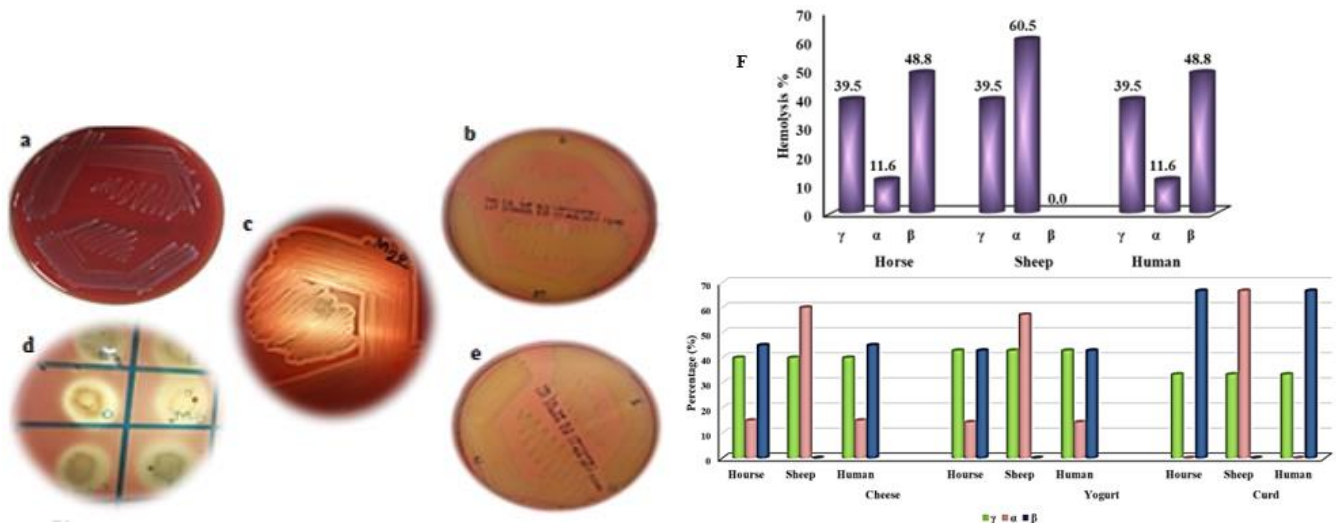 a
b
c
d
e
F
Hemolysis %
70
60
50
40
30
20
10
0
39.5
11.6
48.8
39.5
60.5
0.0
39.5
11.6
48.8
γ α β γ α β γ α β
Horse Sheep Human
Percentage (%)
70
60
50
40
30
20
10
0
Hourse Sheep Human Hourse Sheep Human Hourse Sheep Human
Cheese Yogurt Curd
γ α β